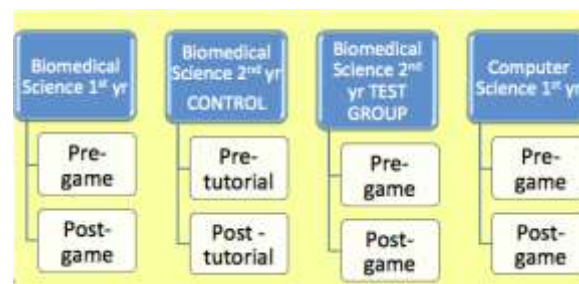 Biomedical
Science 1st yr
Pre-
game
Post-
game
Biomedical
Science 2nd yr
CONTROL
Pre-
tutorial
Post -
tutorial
Biomedical
Science 2nd
yr TEST
GROUP
Pre-
game
Post-
game
Computer
Science 1st yr
Pre-
game
Post-
game